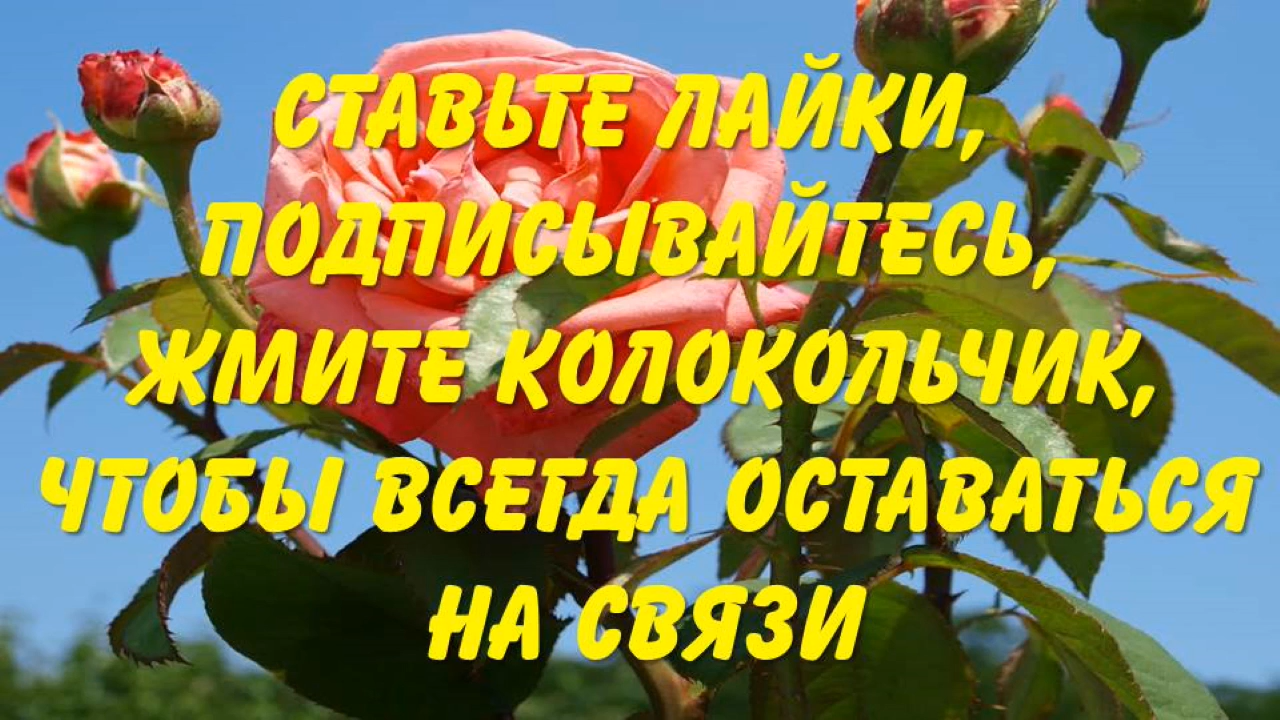 СТАВЬТЕ ЛАЙКИ,
ПОДПИСЫВАЙТЕСЬ,
ЖМИТЕ КОЛОКОЛЬЧИК,
ЧТОБЫ ВСЕГДА ОСТАВАТЬСЯ
НА СВЯЗИ